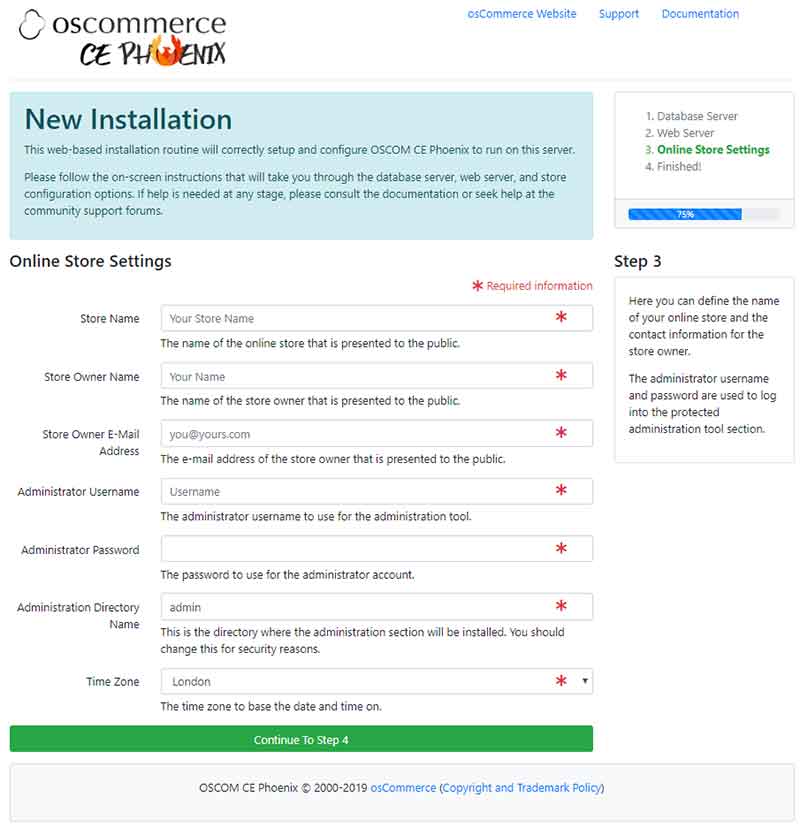 oscommerce
CE PHOENIX
osCommerce Website
Support
Documentation
New Installation
This web-based installation routine will correctly setup and configure OSCOM CE Phoenix to run on this server.
Please follow the on-screen instructions that will take you through the database server, web server, and store
configuration options. If help is needed at any stage, please consult the documentation or seek help at the
community support forums.
1. Database Server
2. Web Server
3. Online Store Settings
4. Finished!
75%
Online Store Settings
* Required information
Store Name
Your Store Name *
The name of the online store that is presented to the public.
Store Owner Name
Your Name *
The name of the store owner that is presented to the public.
Store Owner E-Mail
Address
you@yours.com *
The e-mail address of the store owner that is presented to the public.
Administrator Username
Username *
The administrator username to use for the administration tool.
Administrator Password
*
The password to use for the administrator account.
Administration Directory
Name
admin *
This is the directory where the administration section will be installed. You should
change this for security reasons.
Time Zone
London *
The time zone to base the date and time on.
Continue To Step 4
Step 3
Here you can define the name
of your online store and the
contact information for the
store owner.
The administrator username
and password are used to log
into the protected
administration tool section.
OSCOM CE Phoenix © 2000-2019 osCommerce (Copyright and Trademark Policy)